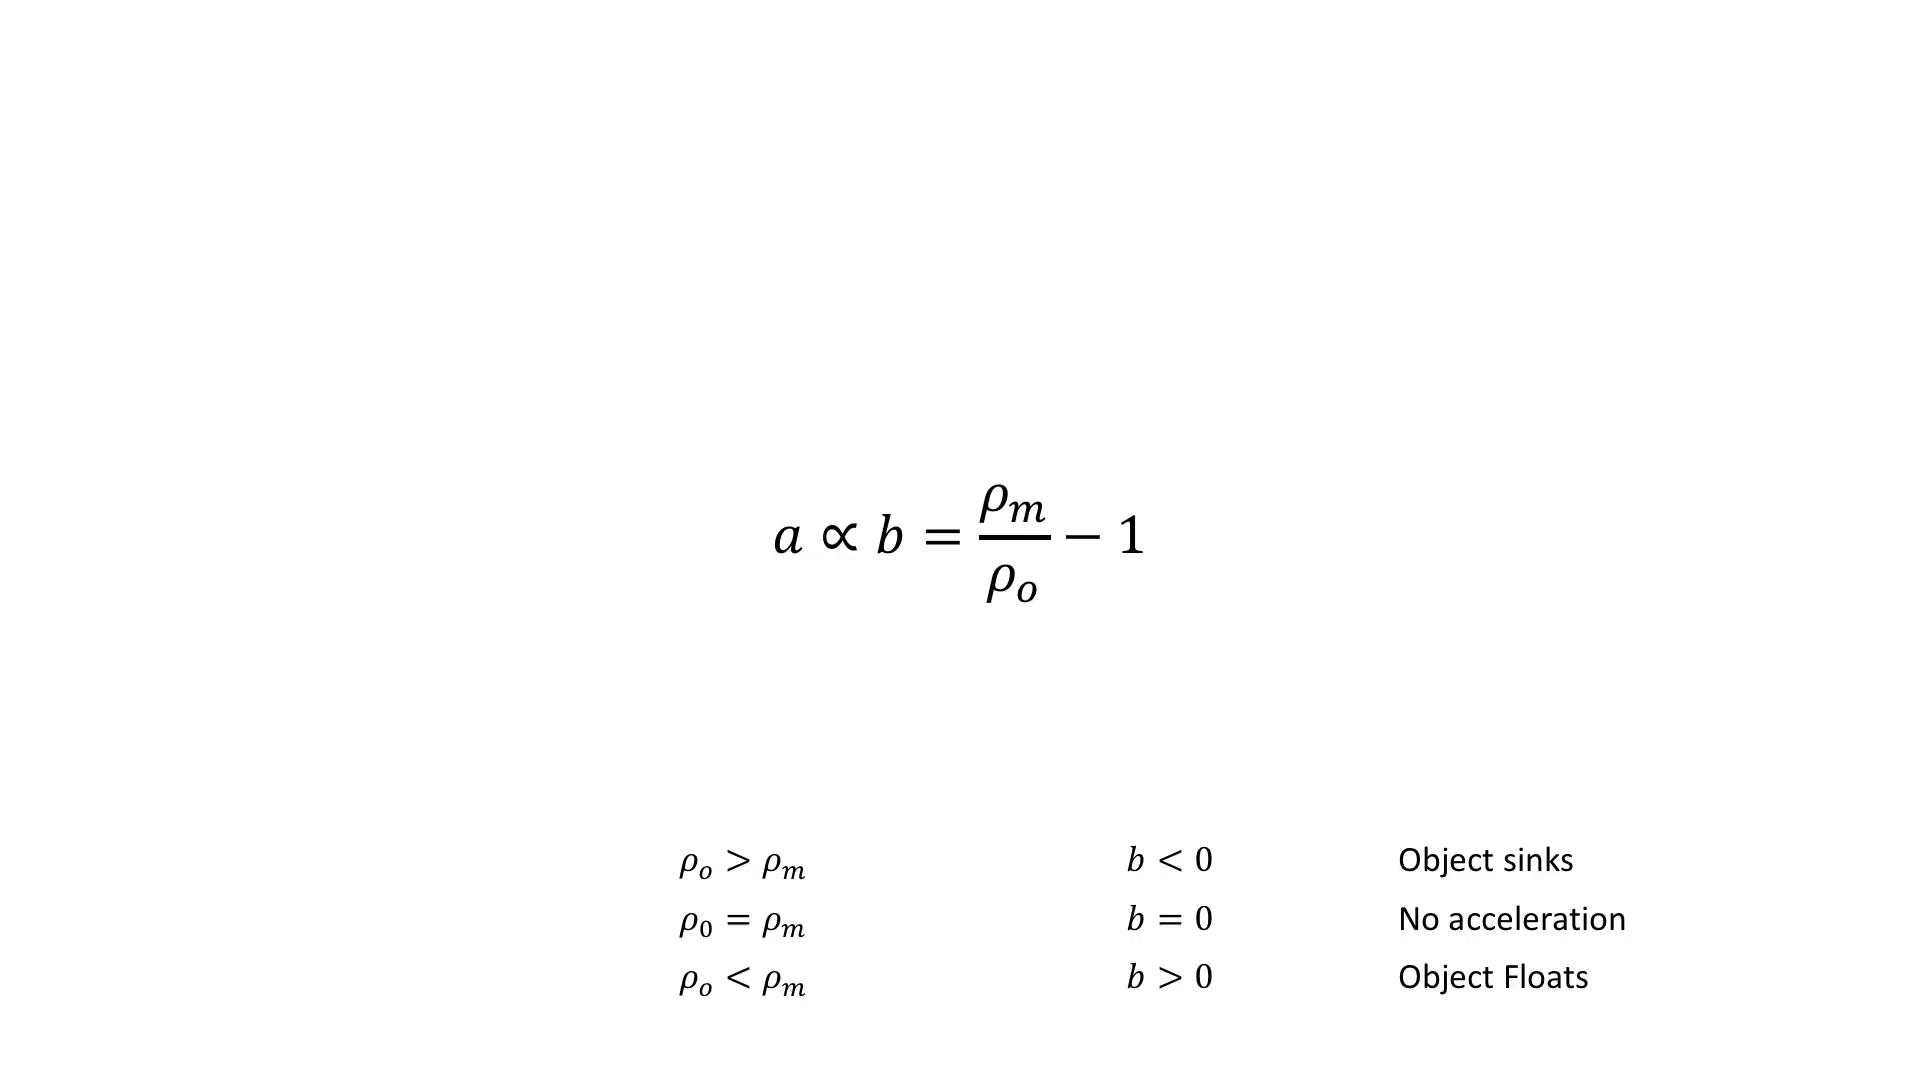 a ∝ b = ρₘ/ρₒ − 1
ρₒ > ρₘ b < 0 Object sinks
ρ₀ = ρₘ b = 0 No acceleration
ρₒ < ρₘ b > 0 Object Floats